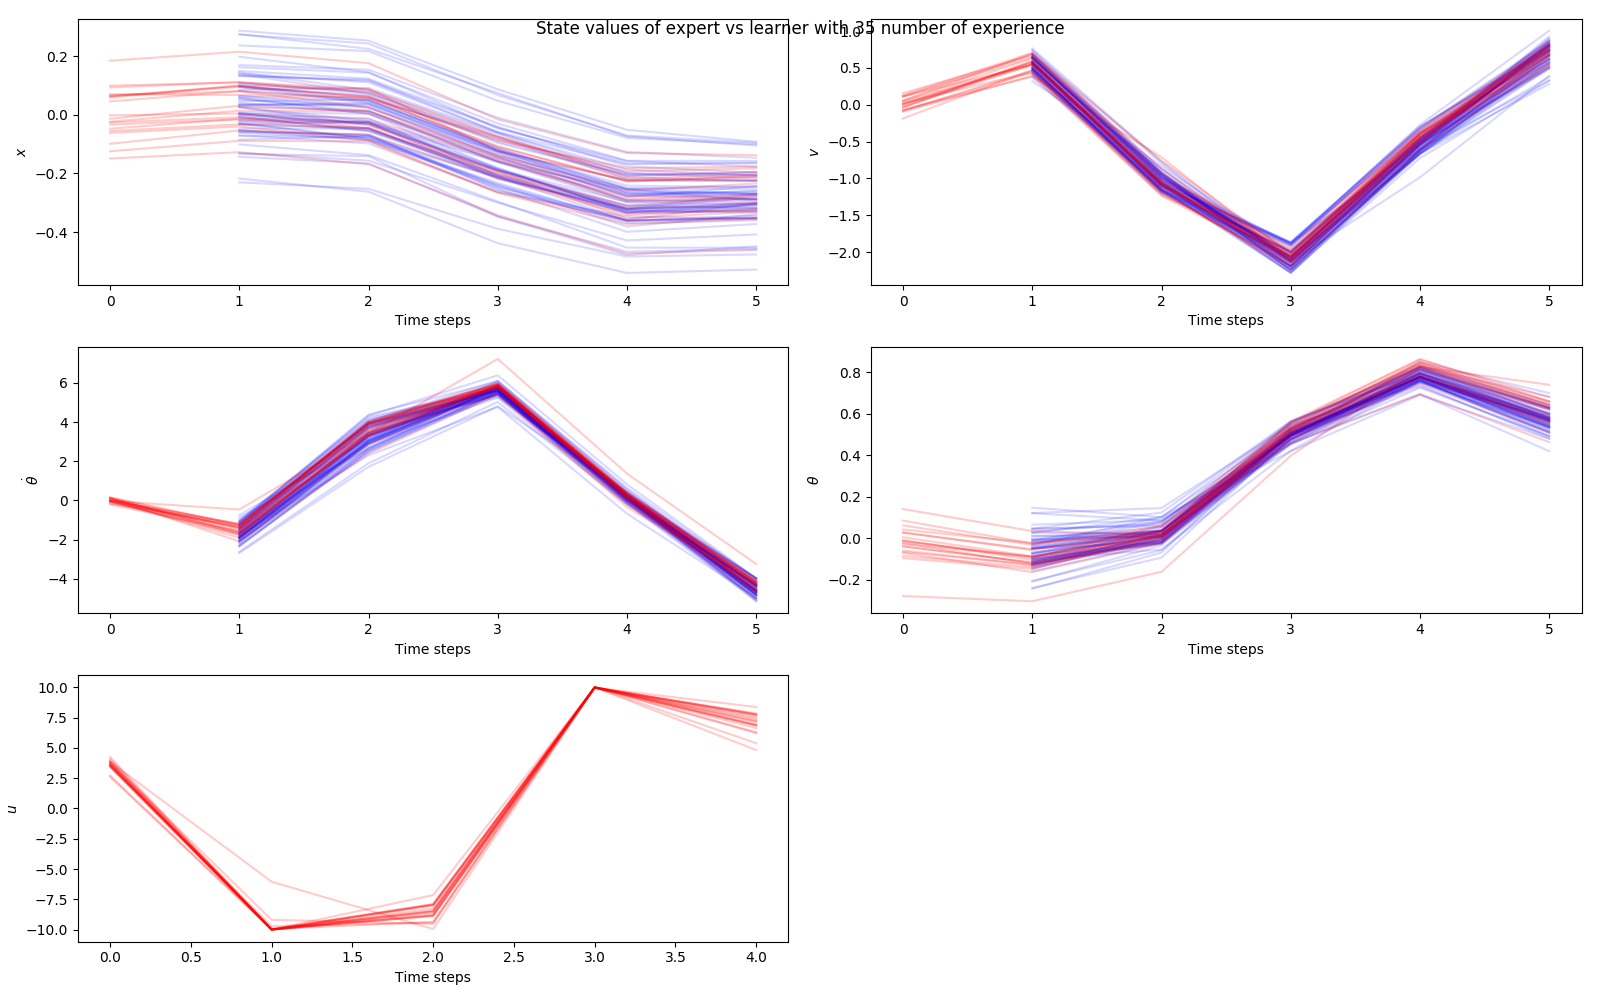 State values of expert vs learner with 35 number of experience
0.2
0.0
−0.2
−0.4
x
0 1 2 3 4 5
Time steps
1.0
0.5
0.0
−0.5
−1.0
−1.5
−2.0
v
0 1 2 3 4 5
Time steps
6
4
2
0
−2
−4
θ̇
0 1 2 3 4 5
Time steps
0.8
0.6
0.4
0.2
0.0
−0.2
θ
0 1 2 3 4 5
Time steps
10.0
7.5
5.0
2.5
0.0
−2.5
−5.0
−7.5
−10.0
u
0.0 0.5 1.0 1.5 2.0 2.5 3.0 3.5 4.0
Time steps